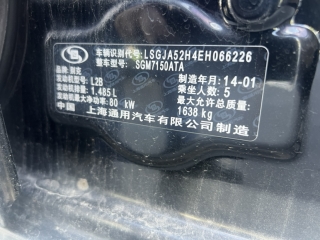 车辆识别代号: LSGJA52H4EH066226
整车型号: SGM7150ATA
品牌: 别克 制造年月: 14-01
发动机型号: L2B 乘坐人数: 5
发动机排量: 1.485 L 最大允许总质量:
发动机最大净功率: 80 kW 1638 kg
中国 上海通用汽车有限公司制造